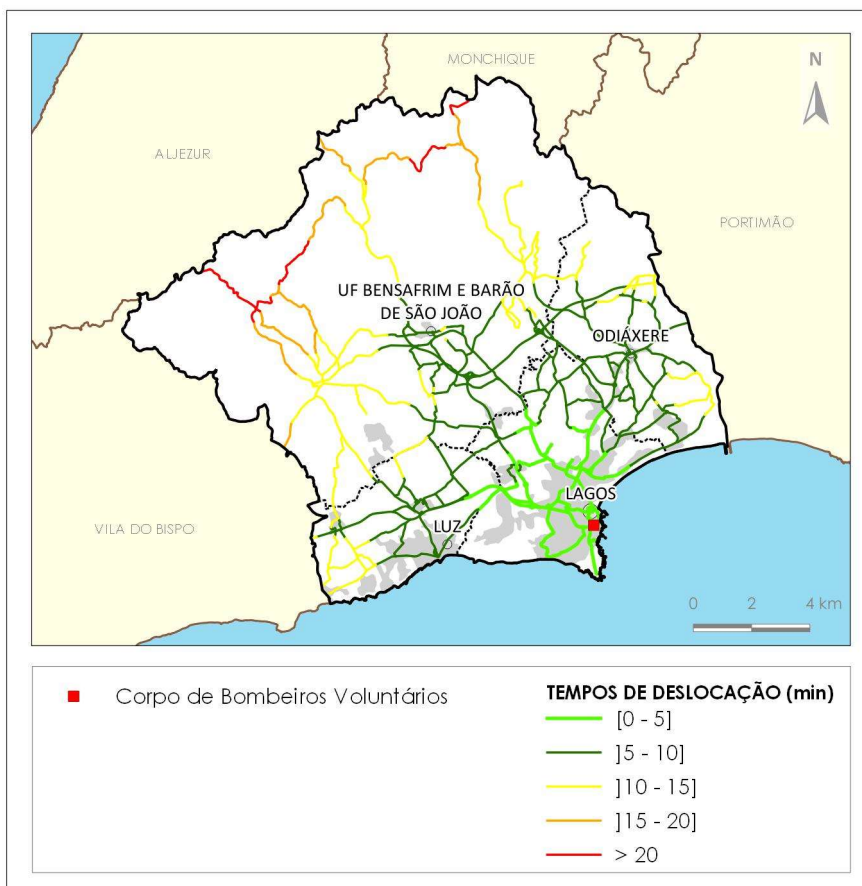 MONCHIQUE
N
ALJEZUR
PORTIMÃO
UF BENSAFRIM E BARÃO
DE SÃO JOÃO
ODIÁXERE
LAGOS
VILA DO BISPO
LUZ
0 2 4 km
Corpo de Bombeiros Voluntários
TEMPOS DE DESLOCAÇÃO (min)
[0 - 5]
]5 - 10]
]10 - 15]
]15 - 20]
> 20